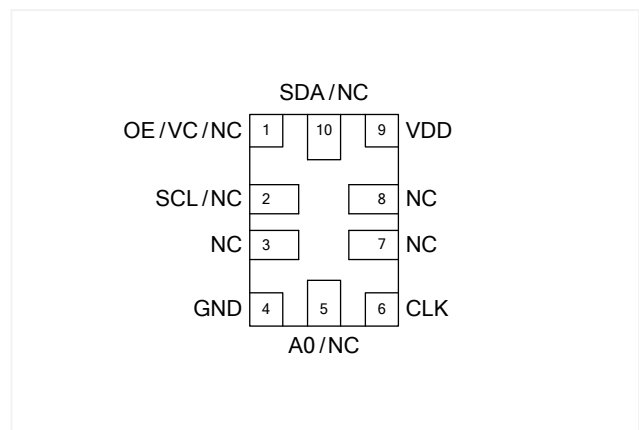 SDA/NC
OE/VC/NC 1 10 9 VDD
SCL/NC 2 8 NC
NC 3 7 NC
GND 4 5 6 CLK
A0/NC